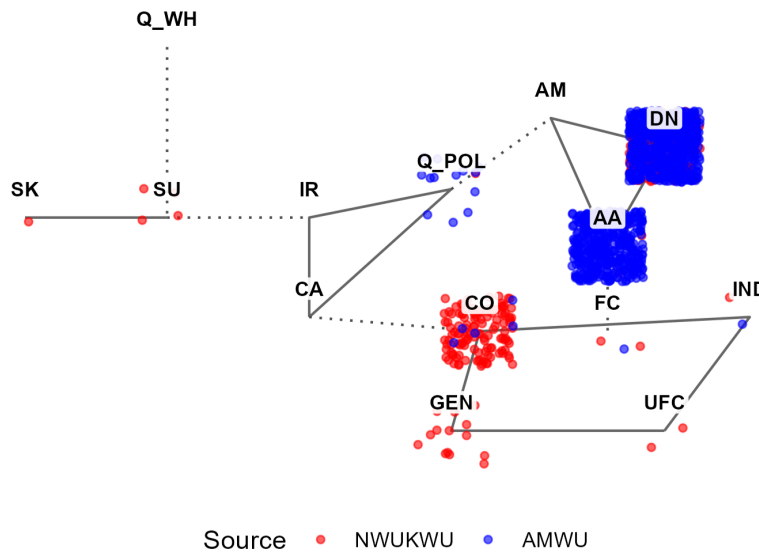 Q_WH
AM
DN
Q_POL
SK
SU
IR
AA
CA
CO
FC
IND
GEN
UFC
Source
NWUKWU
AMWU